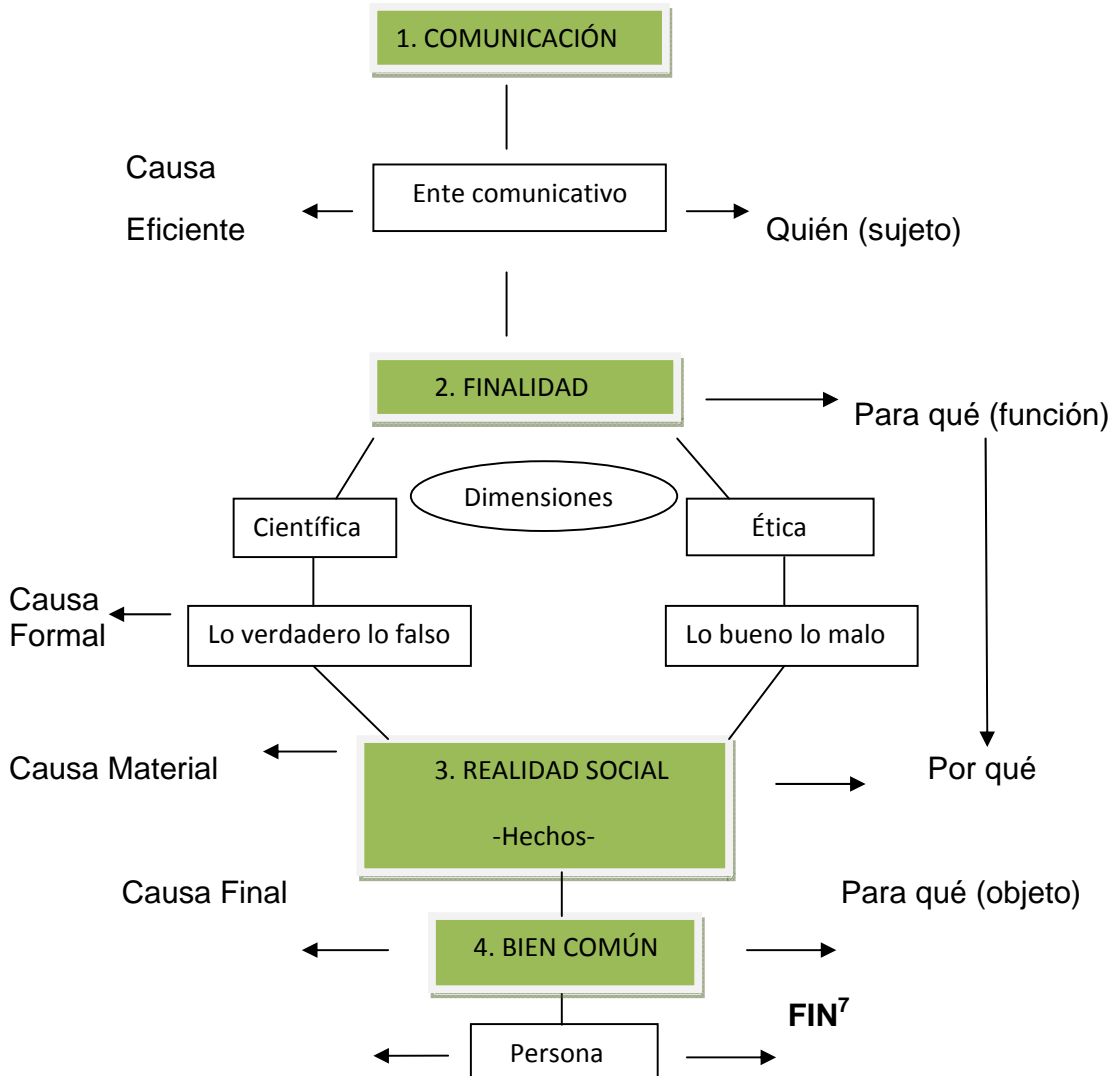 1. COMUNICACIÓN
Causa
Eficiente
Ente comunicativo
Quién (sujeto)
2. FINALIDAD
Para qué (función)
Dimensiones
Científica
Ética
Causa
Formal
Lo verdadero lo falso
Lo bueno lo malo
Causa Material
3. REALIDAD SOCIAL
-Hechos-
Por qué
Causa Final
Para qué (objeto)
4. BIEN COMÚN
FIN⁷
Persona